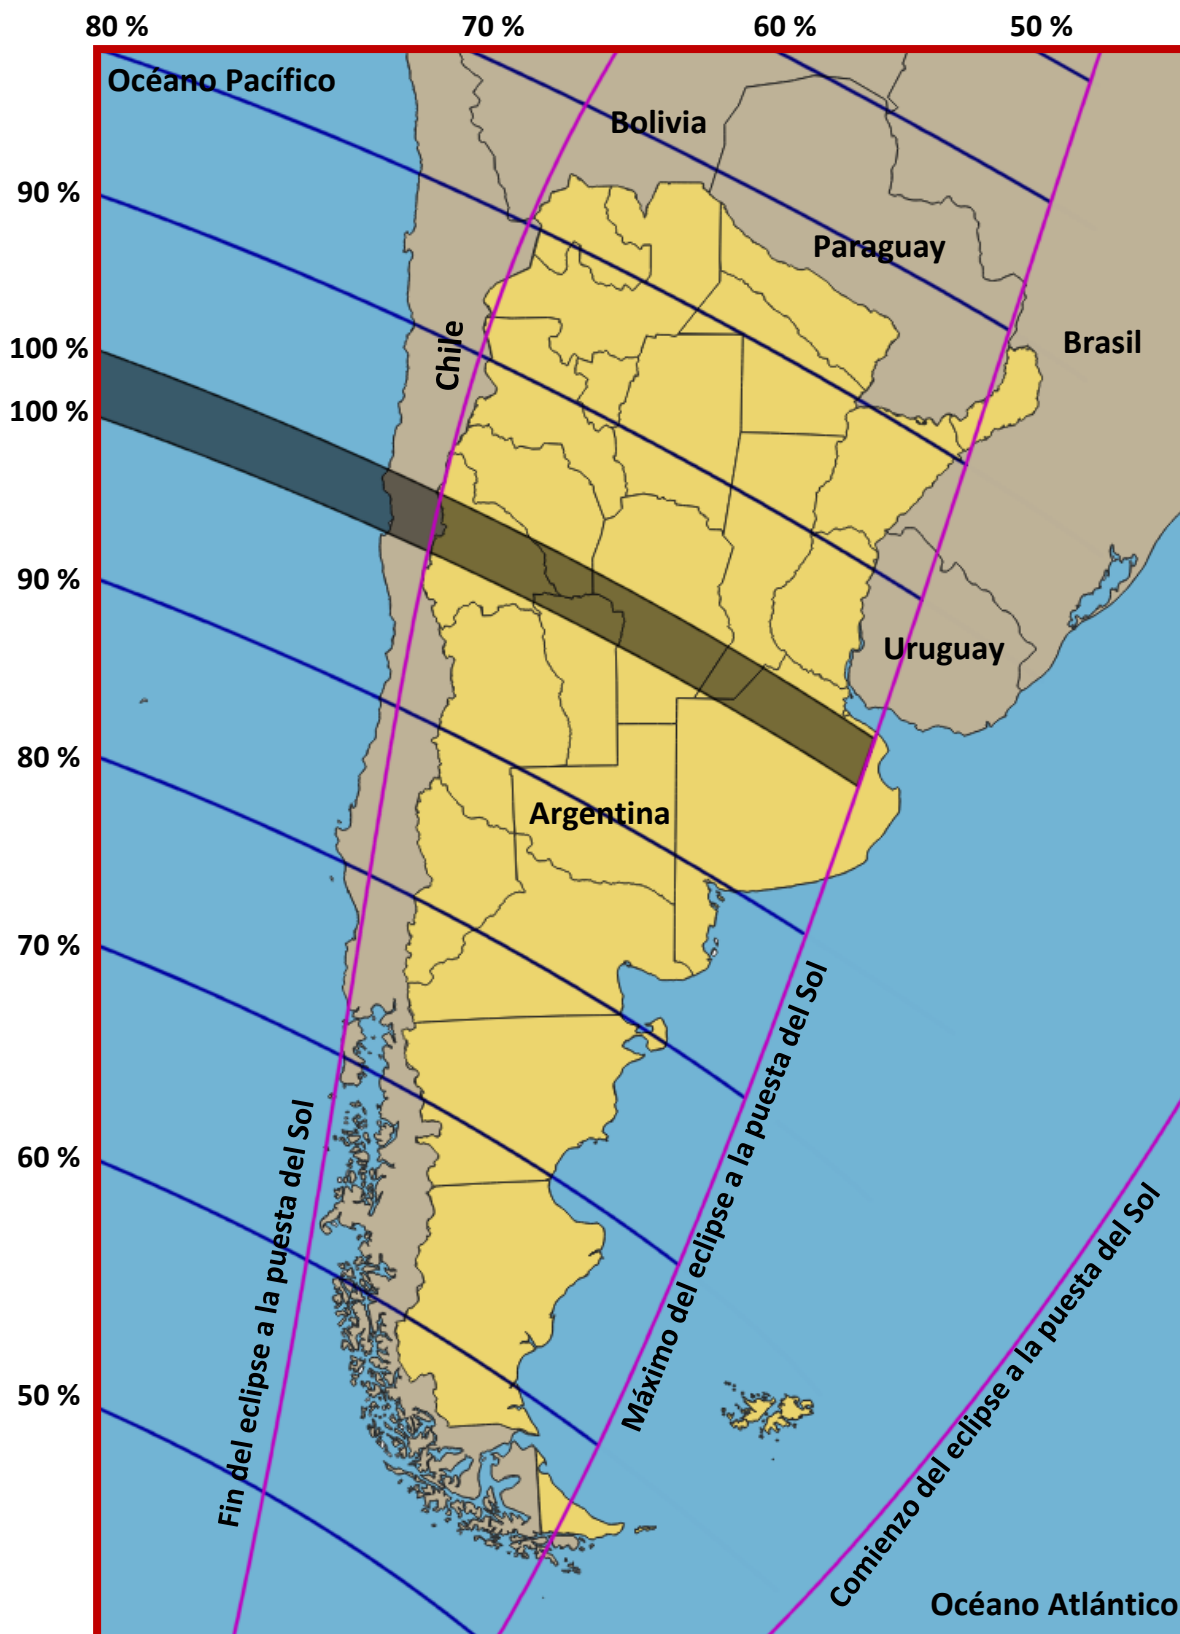 80 %
70 %
60 %
50 %
Océano Pacífico
Bolivia
90 %
Paraguay
Brasil
Chile
100 %
100 %
90 %
Uruguay
80 %
Argentina
70 %
60 %
50 %
Fin del eclipse a la puesta del Sol
Máximo del eclipse a la puesta del Sol
Comienzo del eclipse a la puesta del Sol
Océano Atlántico